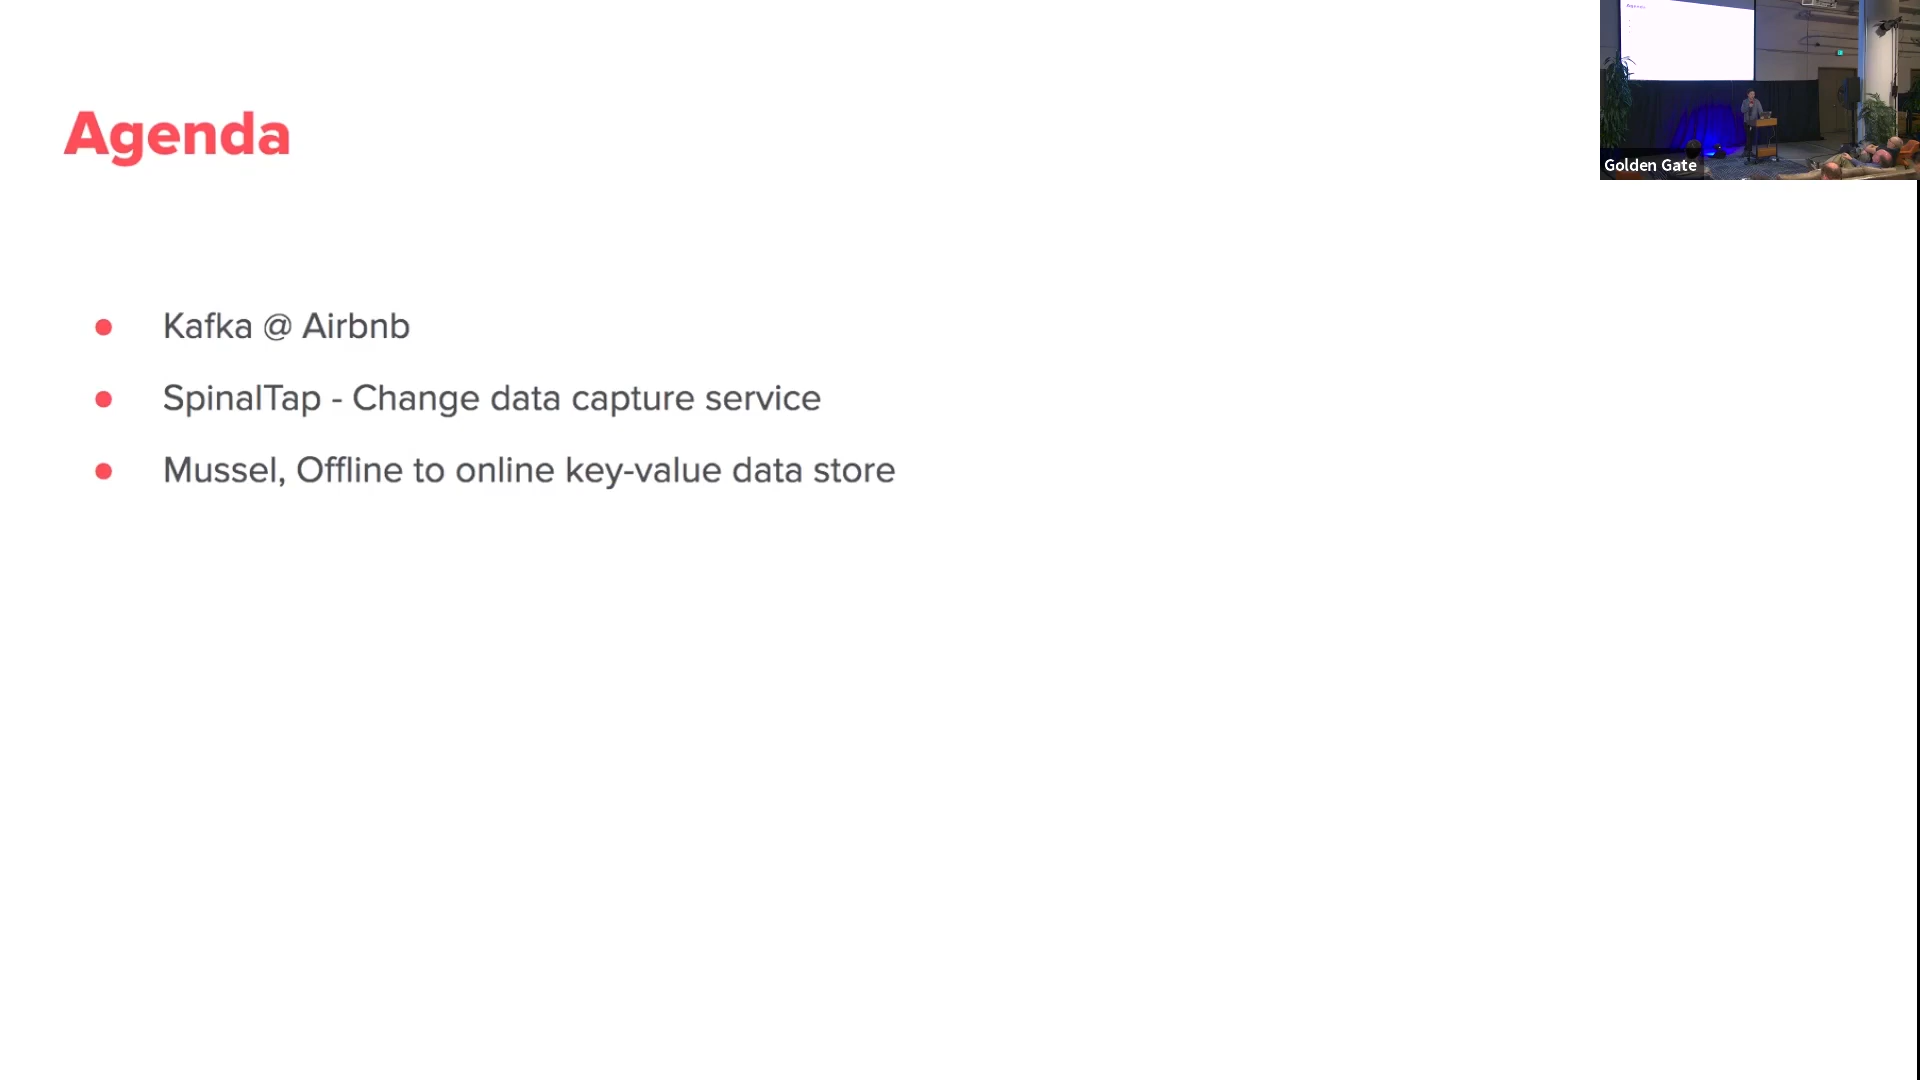 Agenda
Kafka @ Airbnb
SpinalTap - Change data capture service
Mussel, Offline to online key-value data store
Golden Gate